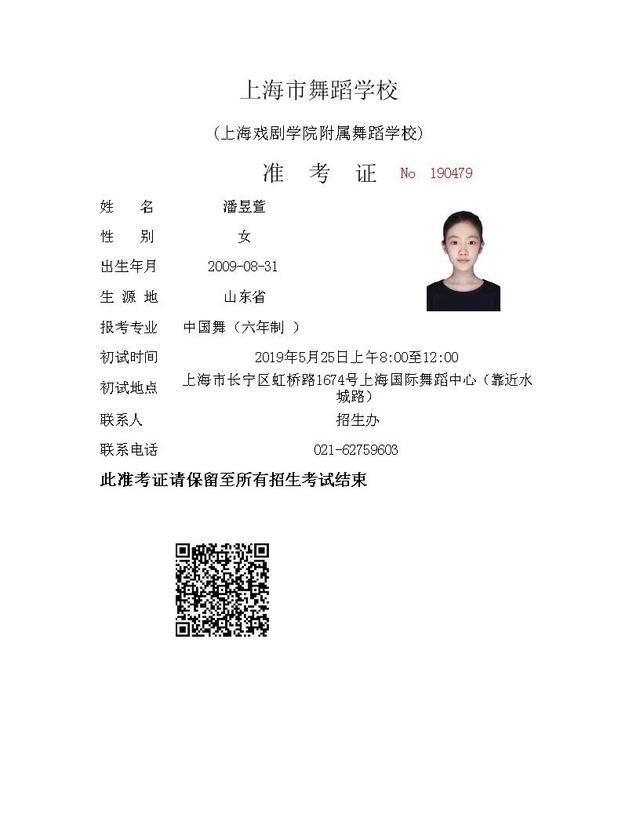 上海市舞蹈学校
(上海戏剧学院附属舞蹈学校)
准 考 证 No 190479
姓 名 潘昱萱
性 别 女
出生年月 2009-08-31
生 源 地 山东省
报考专业 中国舞（六年制 ）
初试时间 2019年5月25日上午8:00至12:00
初试地点 上海市长宁区虹桥路1674号上海国际舞蹈中心（靠近水
城路）
联系人 招生办
联系电话 021-62759603
此准考证请保留至所有招生考试结束